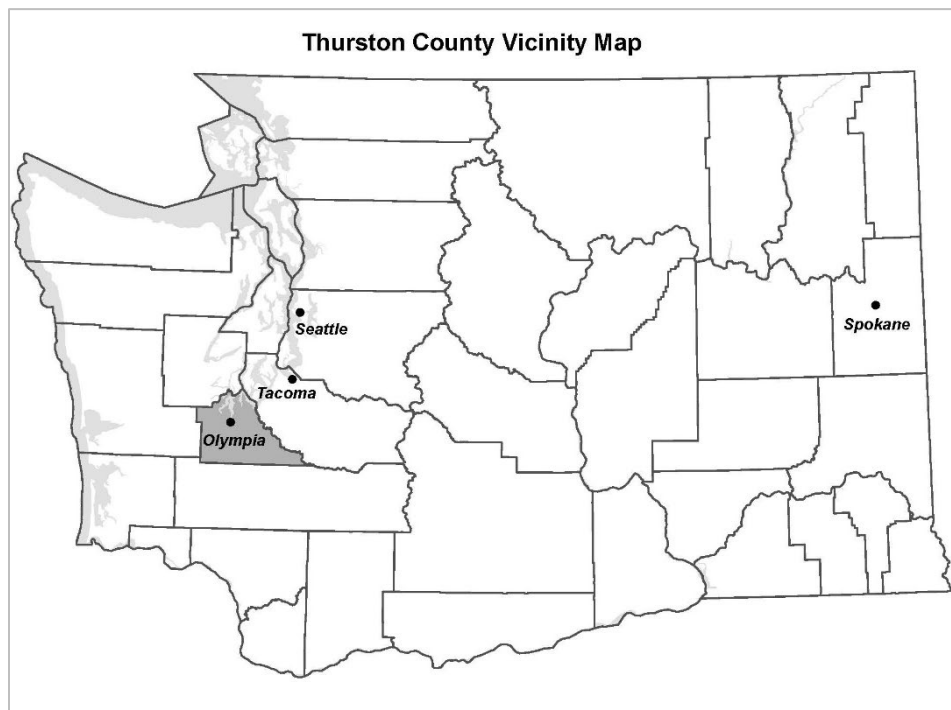 Thurston County Vicinity Map
Seattle
Spokane
Tacoma
Olympia